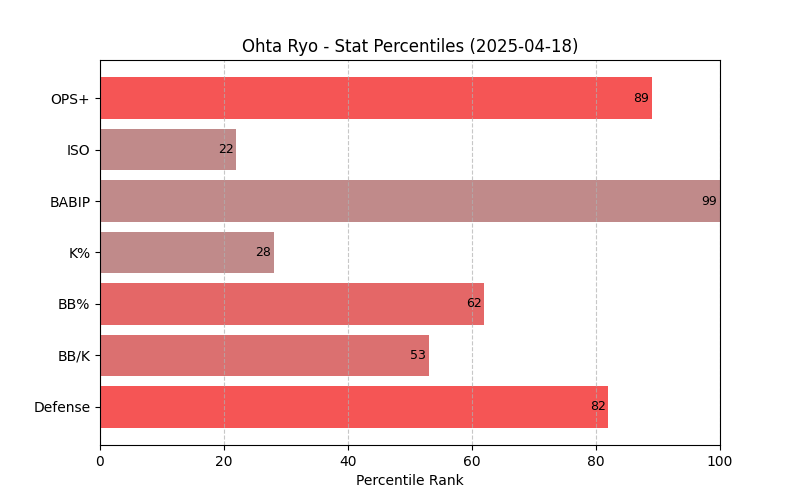 Ohta Ryo - Stat Percentiles (2025-04-18)
OPS+ 89
ISO 22
BABIP 99
K% 28
BB% 62
BB/K 53
Defense 82
0 20 40 60 80 100
Percentile Rank